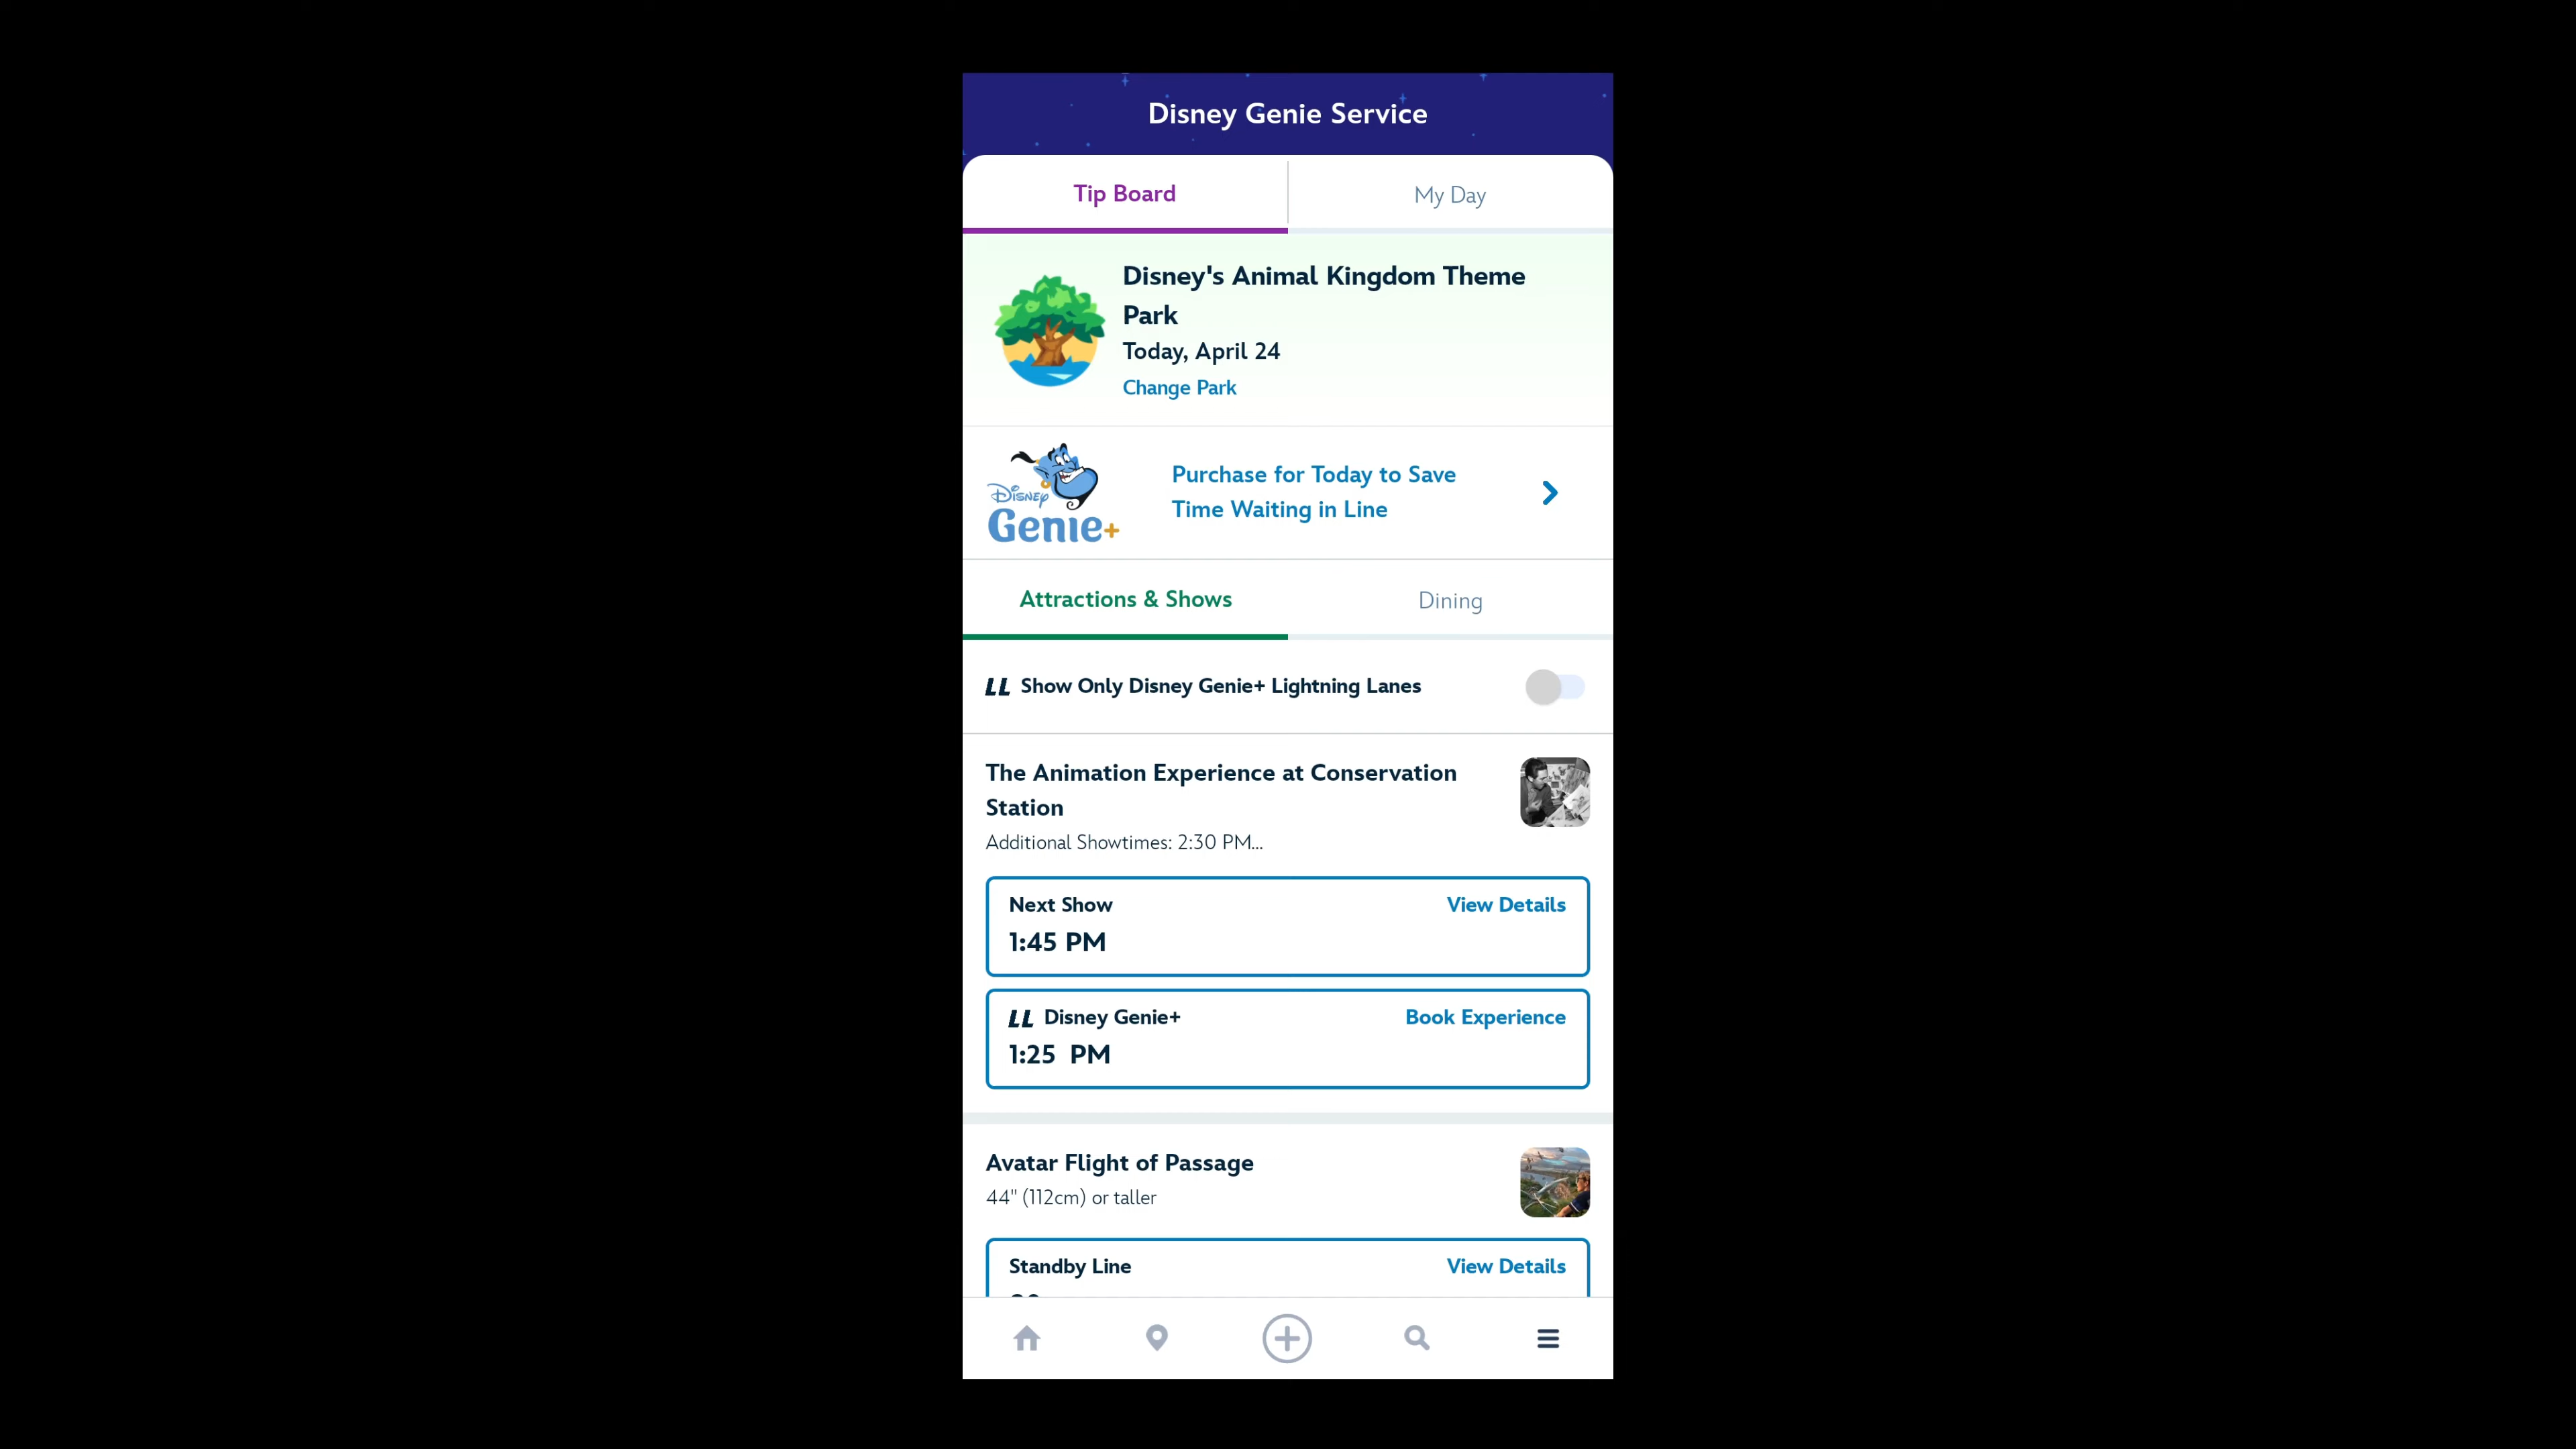 Disney Genie Service
Tip Board
My Day
Disney's Animal Kingdom Theme
Park
Today, April 24
Change Park
Disney
Genie+
Purchase for Today to Save
Time Waiting in Line
Attractions & Shows
Dining
LL Show Only Disney Genie+ Lightning Lanes
The Animation Experience at Conservation
Station
Additional Showtimes: 2:30 PM...
Next Show
View Details
1:45 PM
LL Disney Genie+
Book Experience
1:25 PM
Avatar Flight of Passage
44" (112cm) or taller
Standby Line
View Details